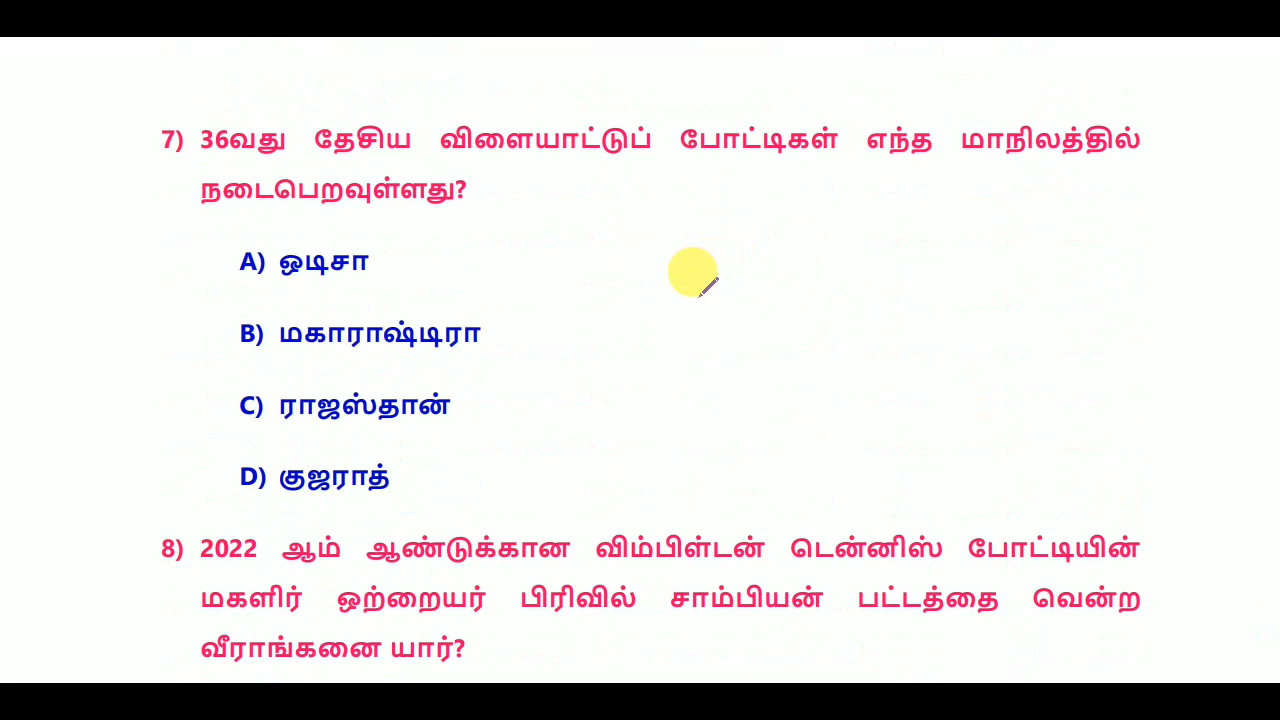 7) 36வது தேசிய விளையாட்டுப் போட்டிகள் எந்த மாநிலத்தில்
நடைபெறவுள்ளது?
A) ஒடிசா
B) மகாராஷ்டிரா
C) ராஜஸ்தான்
D) குஜராத்
8) 2022 ஆம் ஆண்டுக்கான விம்பிள்டன் டென்னிஸ் போட்டியின்
மகளிர் ஒற்றையர் பிரிவில் சாம்பியன் பட்டத்தை வென்ற
வீராங்கனை யார்?